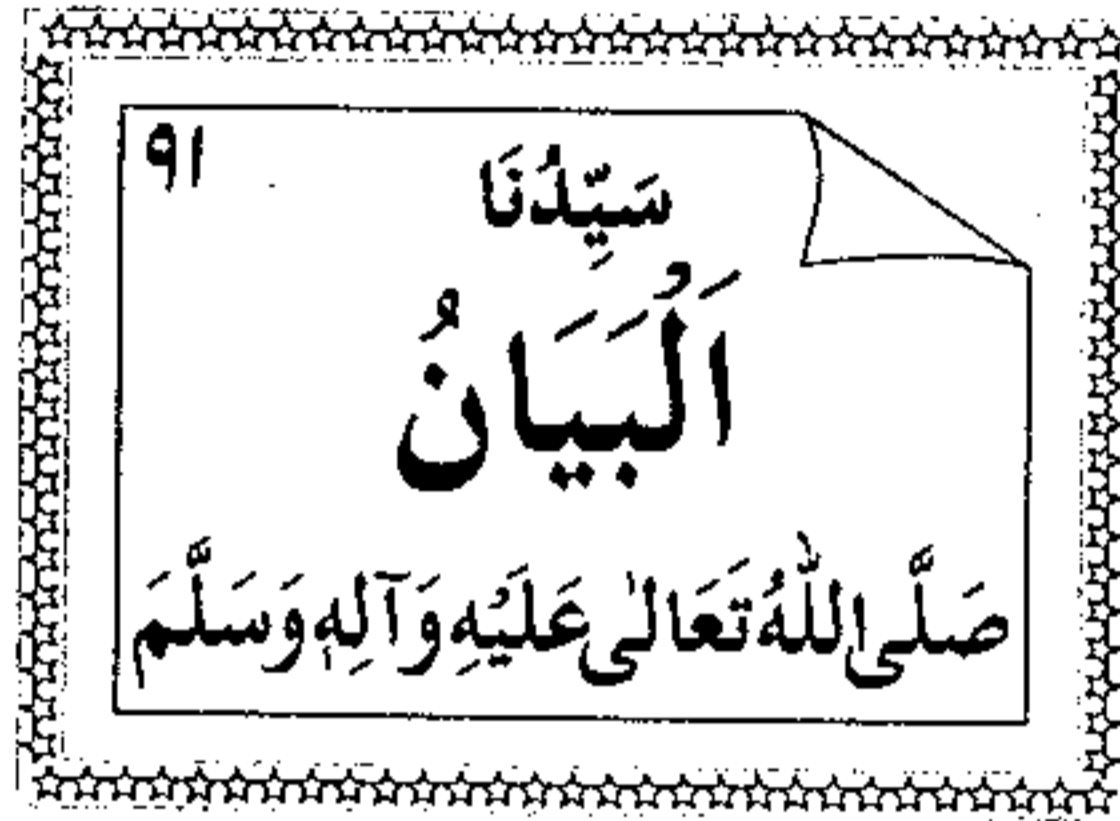 ٩١
سَیِّدُنَا
اَلْبَیَانُ
صَلَّی اللّٰهُ تَعَالٰی عَلَیْهِ وَآلِهٖ وَسَلَّمَ